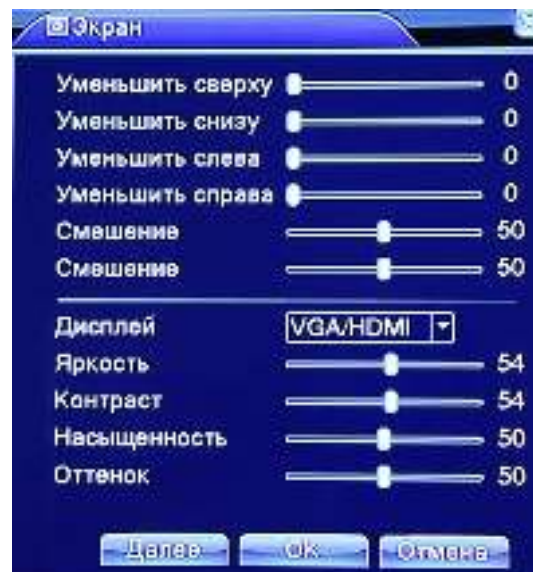 Экран
Уменьшить сверху 0
Уменьшить снизу 0
Уменьшить слева 0
Уменьшить справа 0
Смешение 50
Смешение 50
Дисплей VGA/HDMI
Яркость 54
Контраст 54
Насыщенность 50
Оттенок 50
Далее Ok Отмена